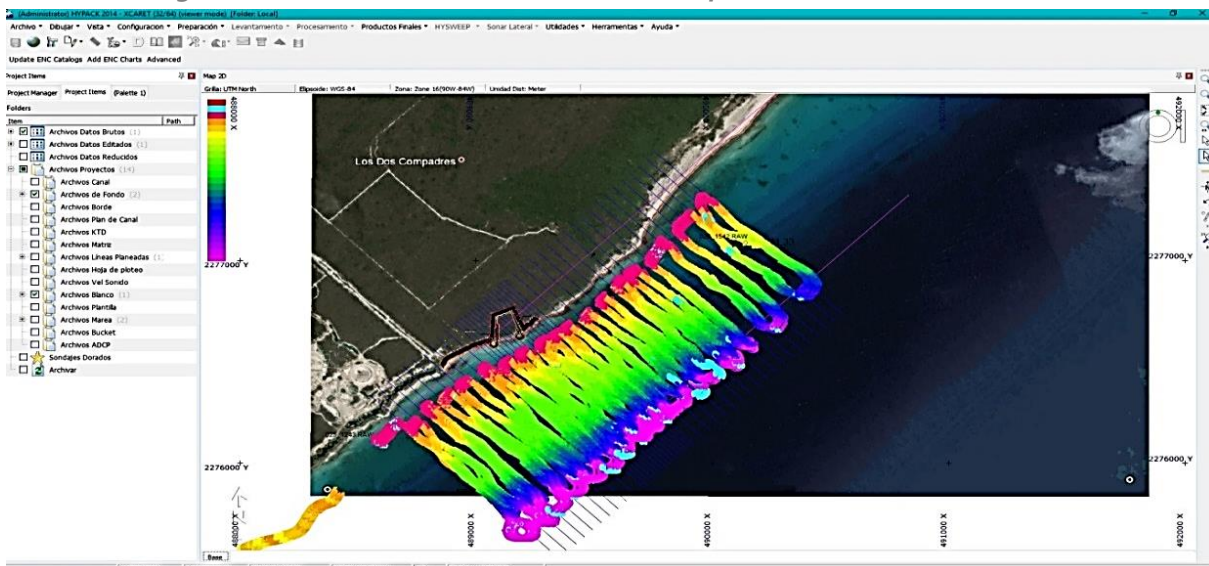 (Administrator) HYPACK 2014 - XCARET (32/64) (viewer mode) [Folder: Local]
Archivo Dibujar Vista Configuracion Preparación Levantamiento Procesamiento Productos Finales HYSWEEP Sonar Lateral Utilidades Herramentas Ayuda
Update ENC Catalogs Add ENC Charts Advanced
Project Items
Project Manager Project Items (Palette 1)
Folders
Item Path
Archivos Datos Brutos (1)
Archivos Datos Editados (1)
Archivos Datos Reducidos
Archivos Proyectos (14)
Archivos Canal
Archivos de Fondo (2)
Archivos Borde
Archivos Plan de Canal
Archivos KTD
Archivos Matriz
Archivos Lineas Planeadas (1)
Archivos Hoja de ploteo
Archivos Vel Sonido
Archivos Blanco (1)
Archivos Plantilla
Archivos Marea (2)
Archivos Bucket
Archivos ADCP
Sondajes Dorados
Archivar
Map 2D
Grilla: UTM North Elipsoide: WGS-84 Zona: Zone 16(90W-84W) Unidad Dist: Meter
488000 X
492000 X
Los Dos Compadres
1542 RAW
2277000 Y
2277000 Y
2276000 Y
2276000 Y
488000 X
489000 X
490000 X
491000 X
492000 X
Base